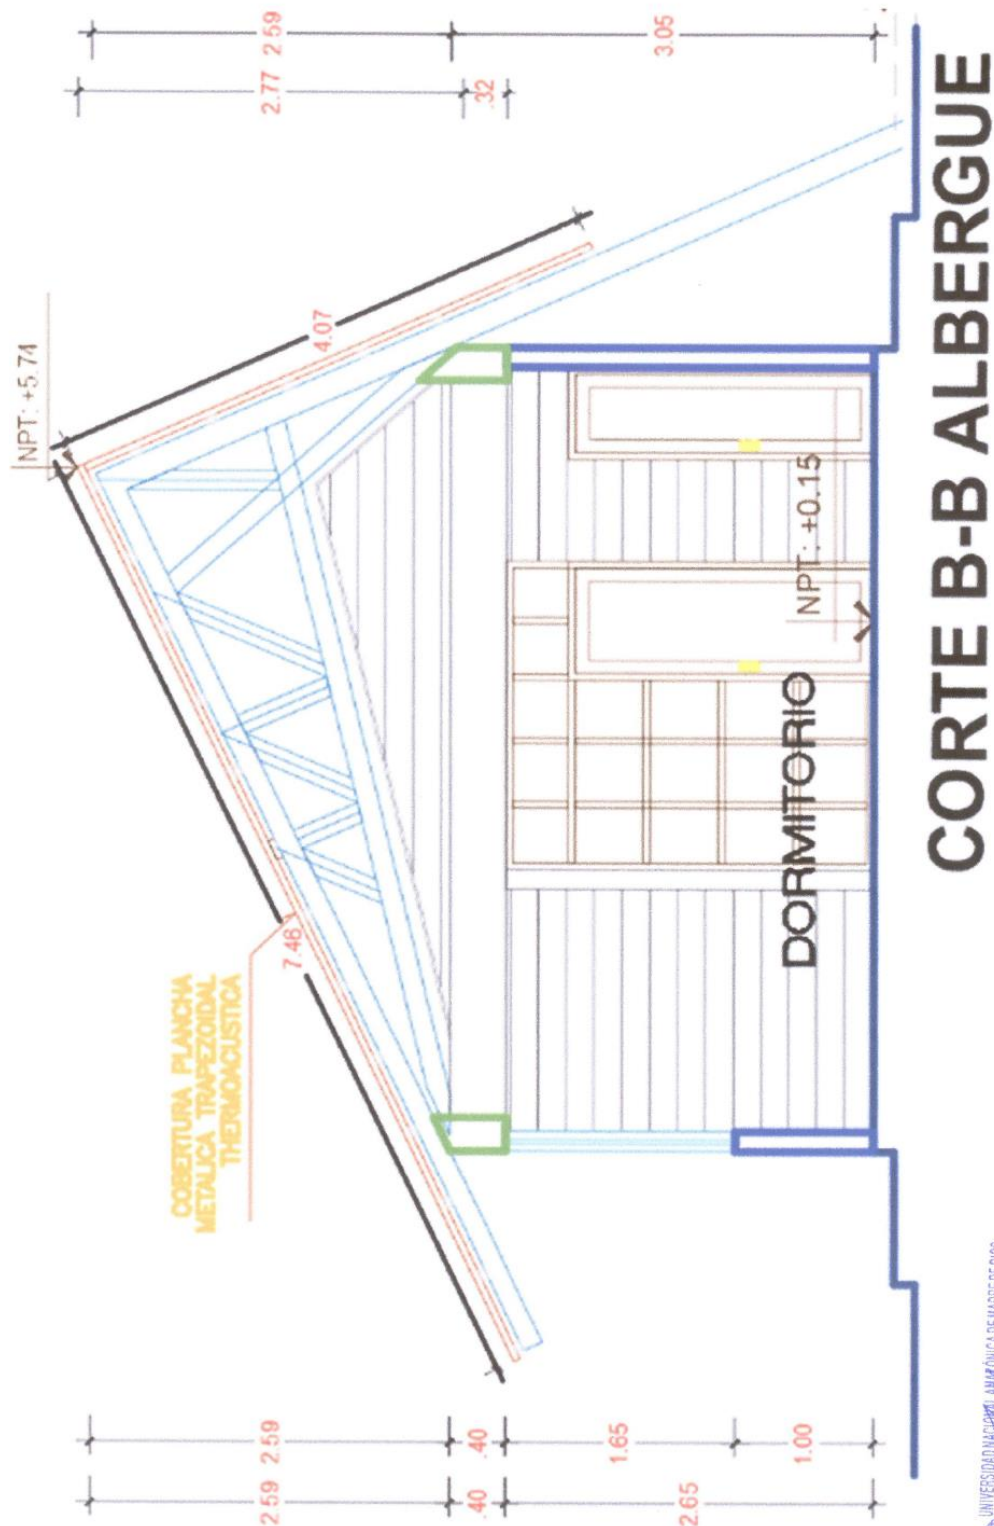 NPT: +5.74
COBERTURA PLANCHA
METALICA TRAPEZOIDAL
THERMOACUSTICA
7.46
4.07
2.59
2.59
.40
.40
1.65
1.00
2.65
2.59
2.77
.32
3.05
DORMITORIO
NPT: +0.15
CORTE B-B ALBERGUE